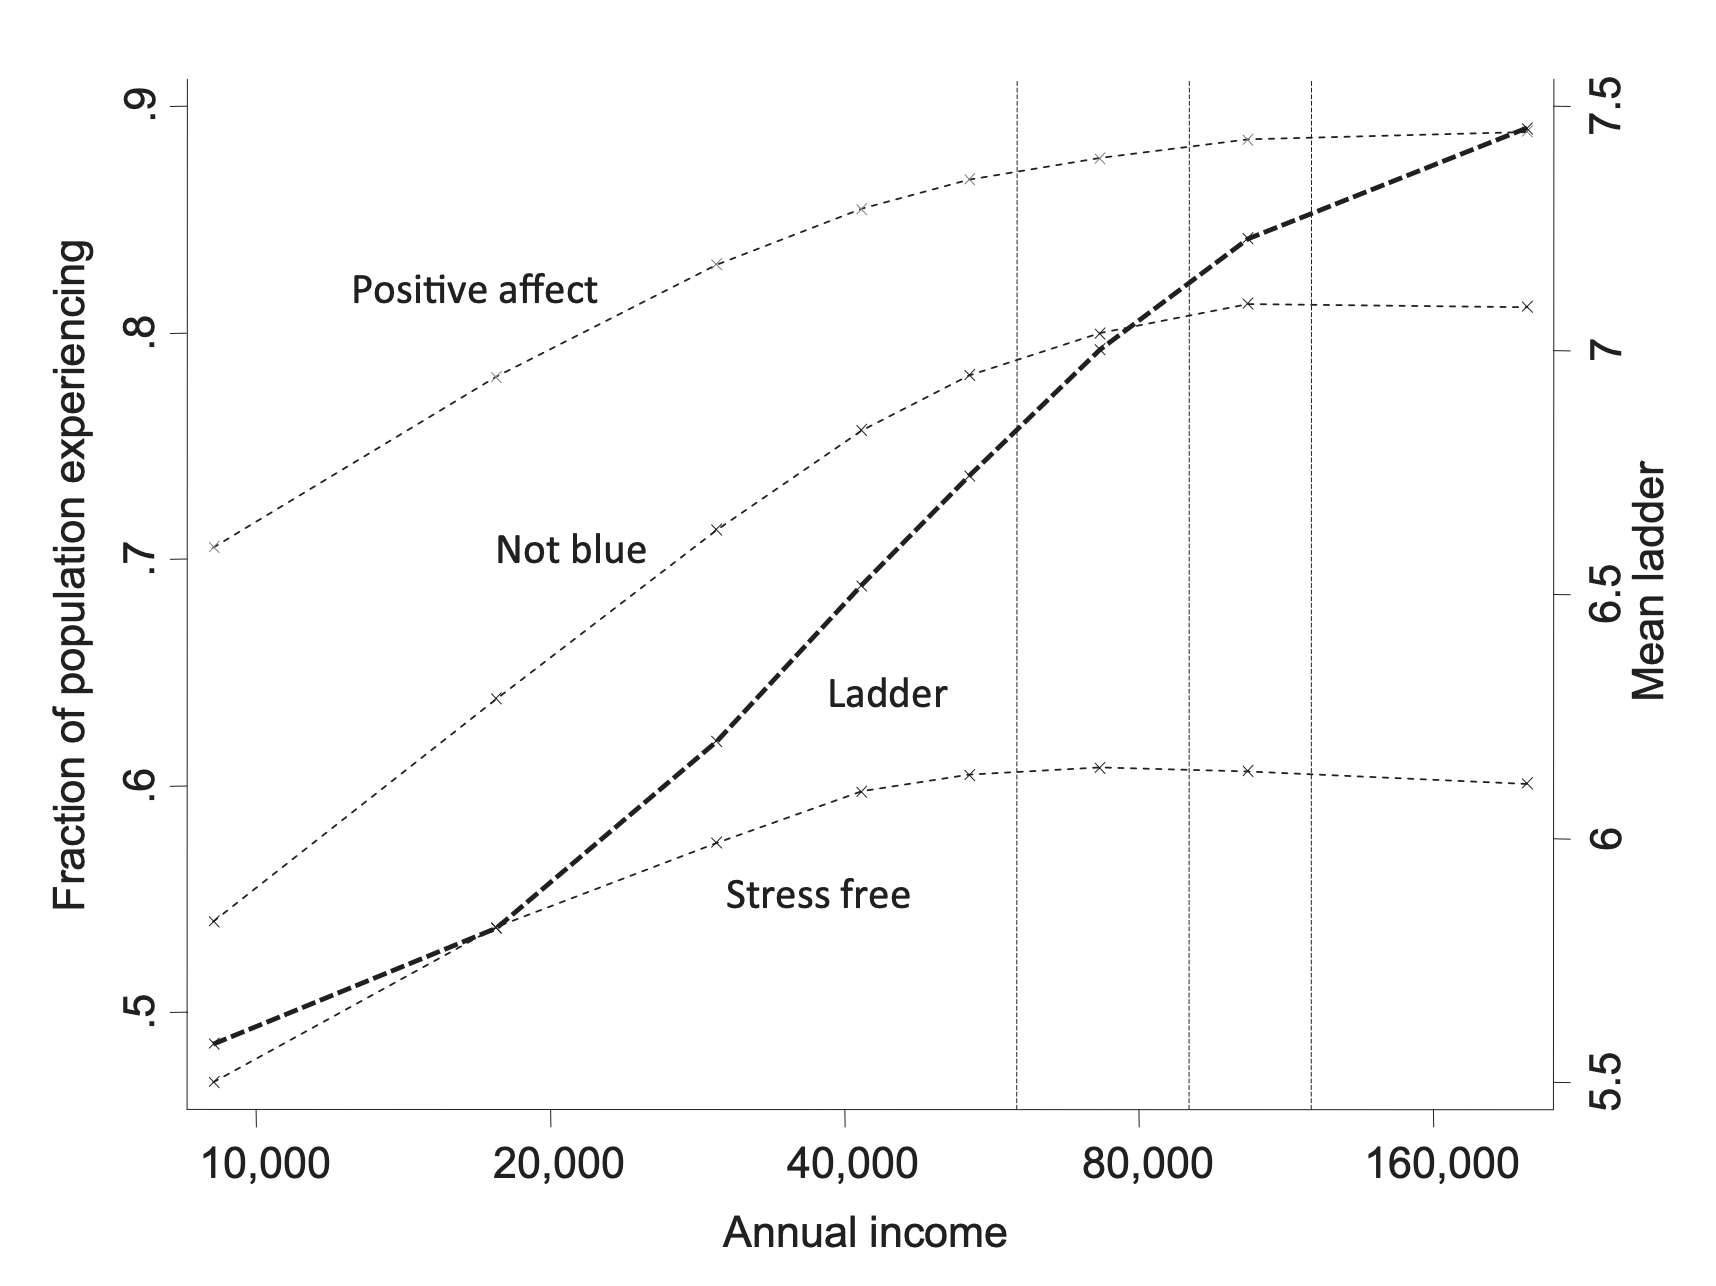 .9
.8
.7
.6
.5
Fraction of population experiencing
Positive affect
Not blue
Ladder
Stress free
7.5
7
6.5
6
5.5
Mean ladder
10,000 20,000 40,000 80,000 160,000
Annual income